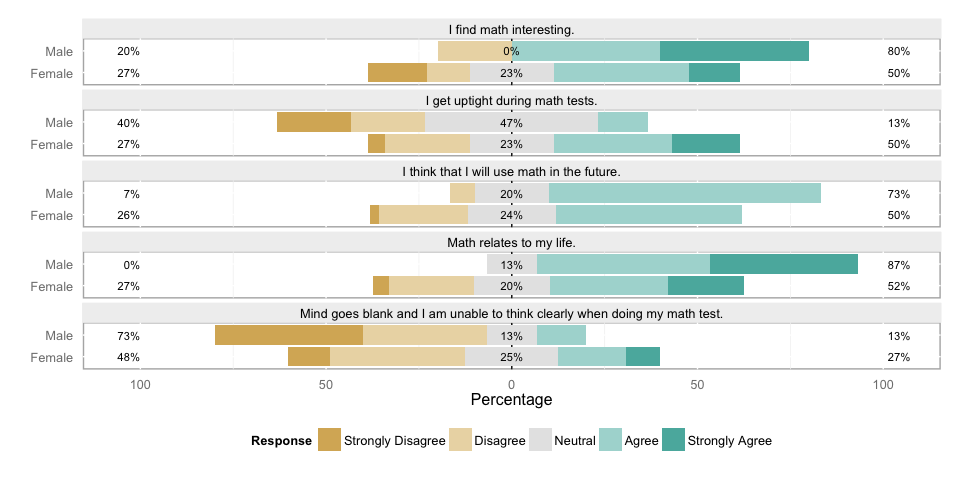 I find math interesting.
Male 20% 0% 80%
Female 27% 23% 50%
I get uptight during math tests.
Male 40% 47% 13%
Female 27% 23% 50%
I think that I will use math in the future.
Male 7% 20% 73%
Female 26% 24% 50%
Math relates to my life.
Male 0% 13% 87%
Female 27% 20% 52%
Mind goes blank and I am unable to think clearly when doing my math test.
Male 73% 13% 13%
Female 48% 25% 27%
100 50 0 50 100
Percentage
Response Strongly Disagree Disagree Neutral Agree Strongly Agree